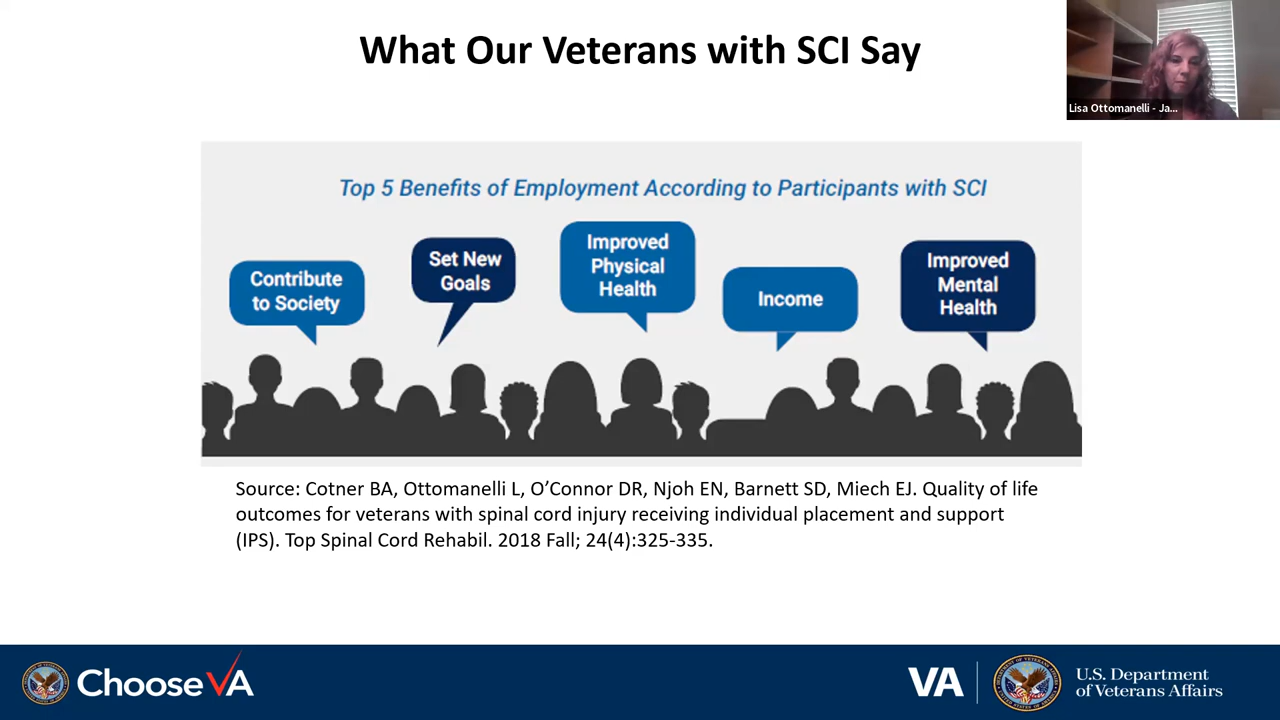 What Our Veterans with SCI Say
Lisa Ottomanelli - Ja...
Top 5 Benefits of Employment According to Participants with SCI
Contribute
to Society
Set New
Goals
Improved
Physical
Health
Income
Improved
Mental
Health
Source: Cotner BA, Ottomanelli L, O’Connor DR, Njoh EN, Barnett SD, Miech EJ. Quality of life
outcomes for veterans with spinal cord injury receiving individual placement and support
(IPS). Top Spinal Cord Rehabil. 2018 Fall; 24(4):325-335.
Choose VA
VA
U.S. Department
of Veterans Affairs